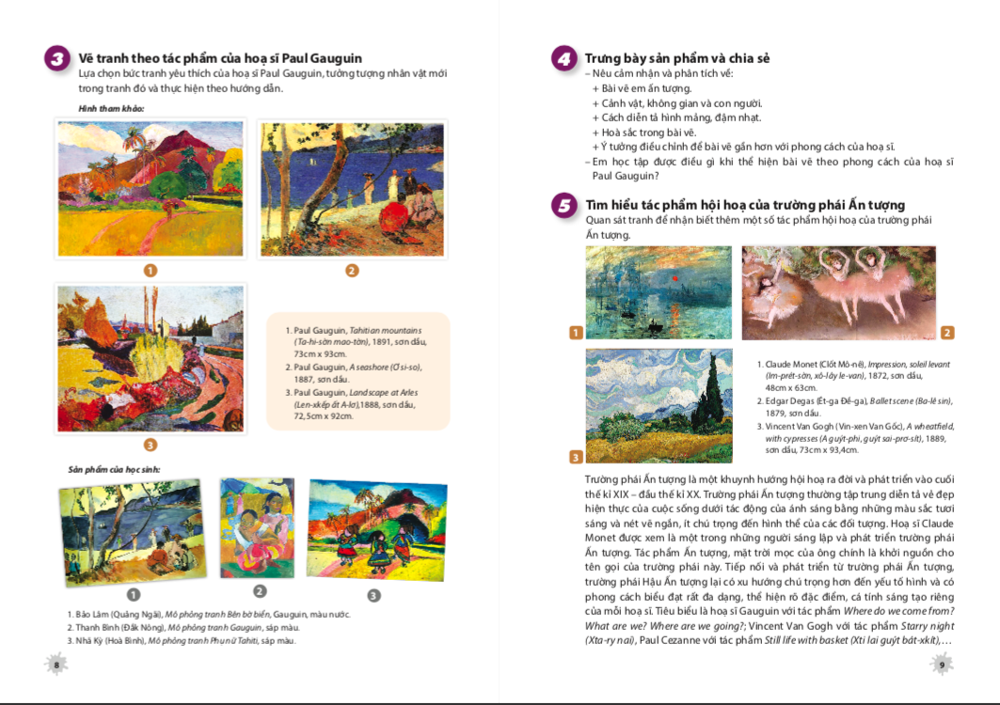 3 Vẽ tranh theo tác phẩm của hoạ sĩ Paul Gauguin
Lựa chọn bức tranh yêu thích của hoạ sĩ Paul Gauguin, tưởng tượng nhân vật mới
trong tranh đó và thực hiện theo hướng dẫn.
Hình tham khảo:
1
2
3
1. Paul Gauguin, Tahitian mountains
(Ta-hi-sờn mao-tờn), 1891, sơn dầu,
73cm x 93cm.
2. Paul Gauguin, A seashore (Ơ si-so),
1887, sơn dầu.
3. Paul Gauguin, Landscape at Arles
(Len-xkếp ất A-lơ),1888, sơn dầu,
72,5cm x 92cm.
Sản phẩm của học sinh:
1
2
3
1. Bảo Lâm (Quảng Ngãi), Mô phỏng tranh Bên bờ biển, Gauguin, màu nước.
2. Thanh Bình (Đắk Nông), Mô phỏng tranh Gauguin, sáp màu.
3. Nhã Kỳ (Hoà Bình), Mô phỏng tranh Phụ nữ Tahiti, sáp màu.
8
4 Trưng bày sản phẩm và chia sẻ
– Nêu cảm nhận và phân tích về:
+ Bài vẽ em ấn tượng.
+ Cảnh vật, không gian và con người.
+ Cách diễn tả hình mảng, đậm nhạt.
+ Hoà sắc trong bài vẽ.
+ Ý tưởng điều chỉnh để bài vẽ gần hơn với phong cách của hoạ sĩ.
– Em học tập được điều gì khi thể hiện bài vẽ theo phong cách của hoạ sĩ
Paul Gauguin?
5 Tìm hiểu tác phẩm hội hoạ của trường phái Ấn tượng
Quan sát tranh để nhận biết thêm một số tác phẩm hội hoạ của trường phái
Ấn tượng.
1
2
3
1. Claude Monet (Clốt Mô-nê), Impression, soleil levant
(Im-prét-sờn, xô-lây le-van), 1872, sơn dầu,
48cm x 63cm.
2. Edgar Degas (Ét-ga Đề-ga), Ballet scene (Ba-lê sin),
1879, sơn dầu.
3. Vincent Van Gogh ( Vin-xen Van Gốc), A wheatfield,
with cypresses (A guýt-phi, guýt sai-prơ-sít), 1889,
sơn dầu, 73cm x 93,4cm.
Trường phái Ấn tượng là một khuynh hướng hội hoạ ra đời và phát triển vào cuối
thế kỉ XIX – đầu thế kỉ XX. Trường phái Ấn tượng thường tập trung diễn tả vẻ đẹp
hiện thực của cuộc sống dưới tác động của ánh sáng bằng những màu sắc tươi
sáng và nét vẽ ngắn, ít chú trọng đến hình thể của các đối tượng. Hoạ sĩ Claude
Monet được xem là một trong những người sáng lập và phát triển trường phái
Ấn tượng. Tác phẩm Ấn tượng, mặt trời mọc của ông chính là khởi nguồn cho
tên gọi của trường phái này. Tiếp nối và phát triển từ trường phái Ấn tượng,
trường phái Hậu Ấn tượng lại có xu hướng chú trọng hơn đến yếu tố hình và có
phong cách biểu đạt rất đa dạng, thể hiện rõ đặc điểm, cá tính sáng tạo riêng
của mỗi hoạ sĩ. Tiêu biểu là hoạ sĩ Gauguin với tác phẩm Where do we come from?
What are we? Where are we going?; Vincent Van Gogh với tác phẩm Starry night
(Xta-ry nai), Paul Cezanne với tác phẩm Still life with basket (Xti lai guýt bát-xkít),…
9